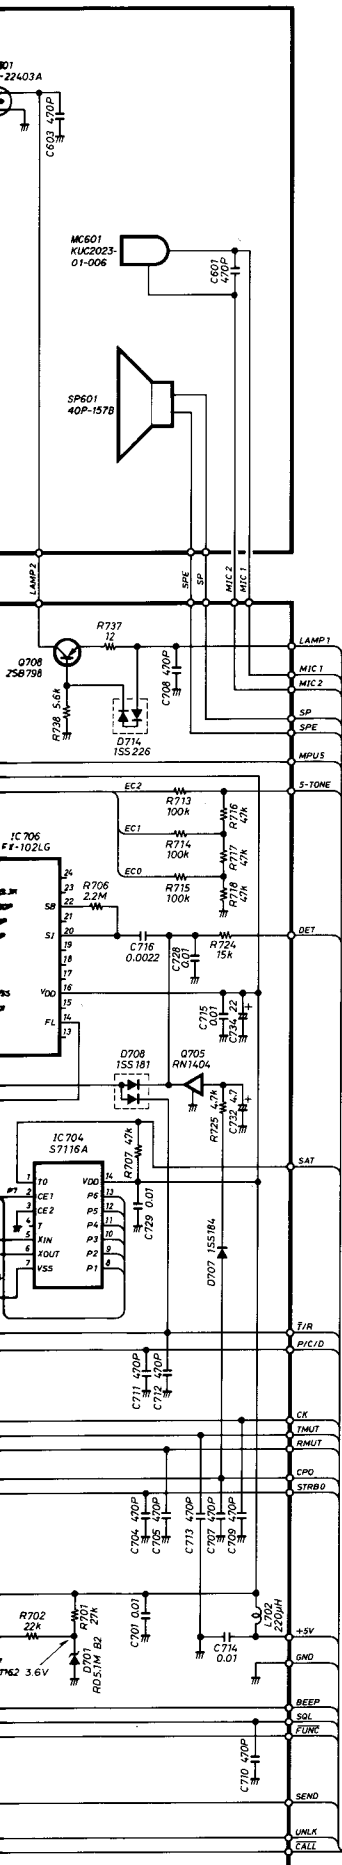 -22403A
C603 470P
MC601
KUC2023-
01-006
C601
470P
SP601
40P-157B
LAMP2
SPE
SP
MIC 2
MIC 1
R737
12
LAMP1
Q708
2SB798
MIC1
C708 470P
MIC2
R738 5.6k
D714
1SS226
SP
SPE
MPUS
EC2
5-TONE
R713
100k
R716
47k
EC1
R714
100k
R717
47k
IC706
FX-102LG
EC0
R715
100k
R718
47k
24
23
R706
2.2M
SB
22
21
SI
20
DET
C716
0.0022
C728
0.01
R724
15k
19
18
17
VDD
16
15
C715
0.01
C734 22
+
FL
14
13
D708
1SS181
Q705
RN1404
R725 4.7k
C732 4.7
+
R707 47k
IC704
S7116A
SAT
1
TO
VDD
14
2
CE1
P6
13
3
CE2
P5
12
4
T
P4
11
5
XIN
P3
10
6
XOUT
P2
9
7
VSS
P1
8
C729 0.01
D707 1SS184
T/R
P/C/D
C711 470P
C712 470P
CK
TMUT
RMUT
CPO
STRB0
C704 470P
C705 470P
C713 470P
C707 470P
C709 470P
R702
22k
R701
27k
C701 0.01
L702
220μH
+5V
3.6V
D701
RD5.1M B2
C714
0.01
GND
BEEP
SQL
FUNC
C710 470P
SEND
UNLK
CALL